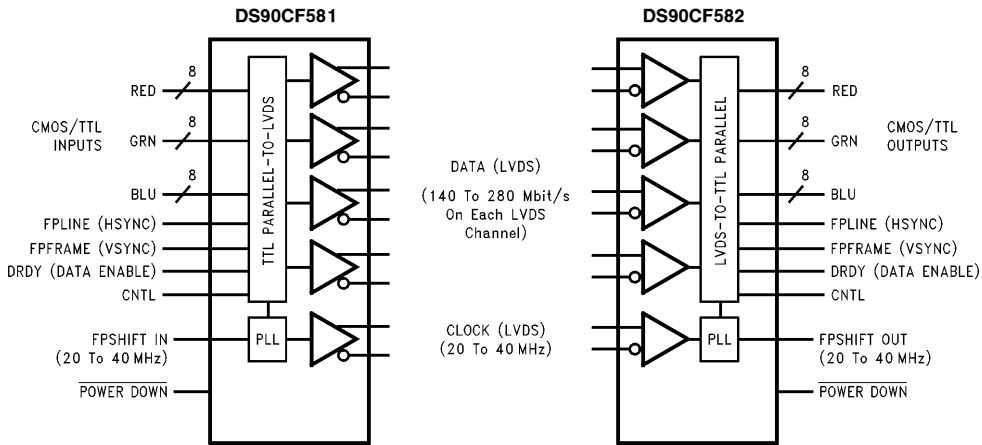 DS90CF581
DS90CF582
RED
8
CMOS/TTL
INPUTS
GRN
8
BLU
8
FPLINE (HSYNC)
FPFRAME (VSYNC)
DRDY (DATA ENABLE)
CNTL
FPSHIFT IN
(20 To 40 MHz)
POWER DOWN
TTL PARALLEL-TO-LVDS
PLL
DATA (LVDS)
(140 To 280 Mbit/s
On Each LVDS
Channel)
CLOCK (LVDS)
(20 To 40 MHz)
LVDS-TO-TTL PARALLEL
PLL
8
RED
8
GRN
CMOS/TTL
OUTPUTS
8
BLU
FPLINE (HSYNC)
FPFRAME (VSYNC)
DRDY (DATA ENABLE)
CNTL
FPSHIFT OUT
(20 To 40 MHz)
POWER DOWN